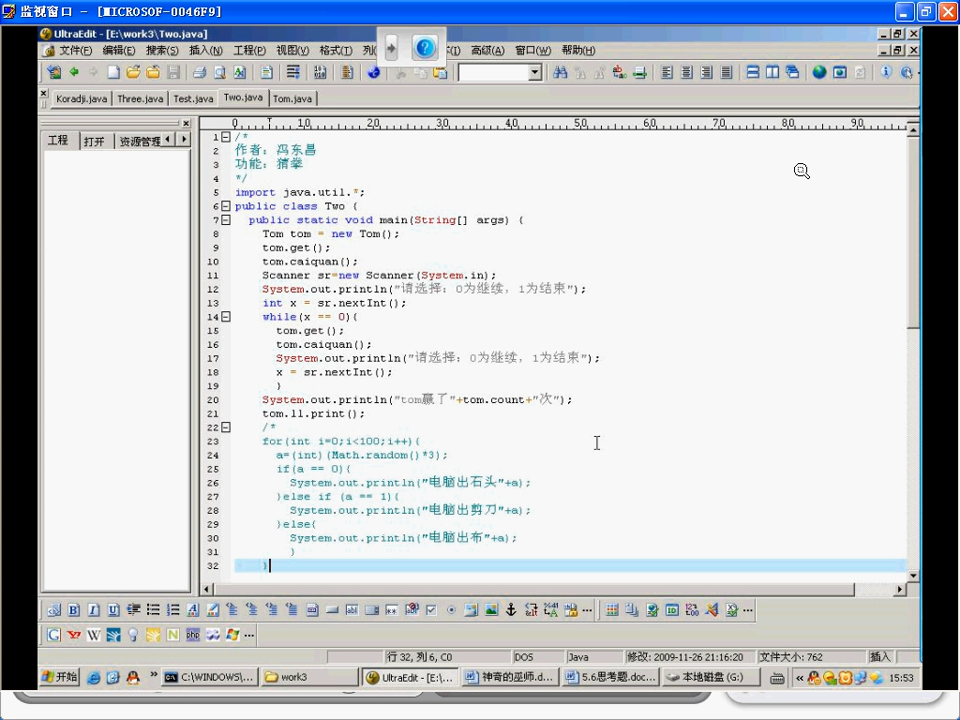 监视窗口 - [MICROSOF-0046F9]
UltraEdit - [E:\work3\Two.java]
文件(F) 编辑(E) 搜索(S) 插入(N) 工程(P) 视图(V) 格式(T) 列 (I) 高级(A) 窗口(W) 帮助(H)
Koradji.java Three.java Test.java Two.java Tom.java
工程 打开 资源管理
0 10 20 30 40 50 60 70 80 90
1 /*
2 作者：冯东昌
3 功能：猜拳
4 */
5 import java.util.*;
6 public class Two {
7 public static void main(String[] args) {
8 Tom tom = new Tom();
9 tom.get();
10 tom.caiquan();
11 Scanner sr=new Scanner(System.in);
12 System.out.println("请选择：0为继续，1为结束");
13 int x = sr.nextInt();
14 while(x == 0){
15 tom.get();
16 tom.caiquan();
17 System.out.println("请选择：0为继续，1为结束");
18 x = sr.nextInt();
19 }
20 System.out.println("tom赢了"+tom.count+"次");
21 tom.ll.print();
22 /*
23 for(int i=0;i<100;i++){
24 a=(int)(Math.random()*3);
25 if(a == 0){
26 System.out.println("电脑出石头"+a);
27 }else if (a == 1){
28 System.out.println("电脑出剪刀"+a);
29 }else{
30 System.out.println("电脑出布"+a);
31 }
32 }
行 32, 列 6, C0 DOS Java 修改: 2009-11-26 21:16:20 文件大小: 762 插入
开始 C:\WINDOWS\... work3 UltraEdit - [E:\... 神奇的巫师.d... 5.6思考题.doc... 本地磁盘 (G:) 15:53